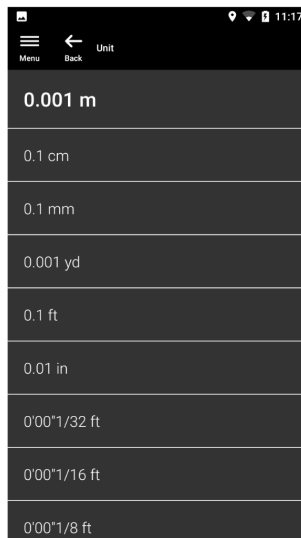 11:17
Menu
Back
Unit
0.001 m
0.1 cm
0.1 mm
0.001 yd
0.1 ft
0.01 in
0'00"1/32 ft
0'00"1/16 ft
0'00"1/8 ft